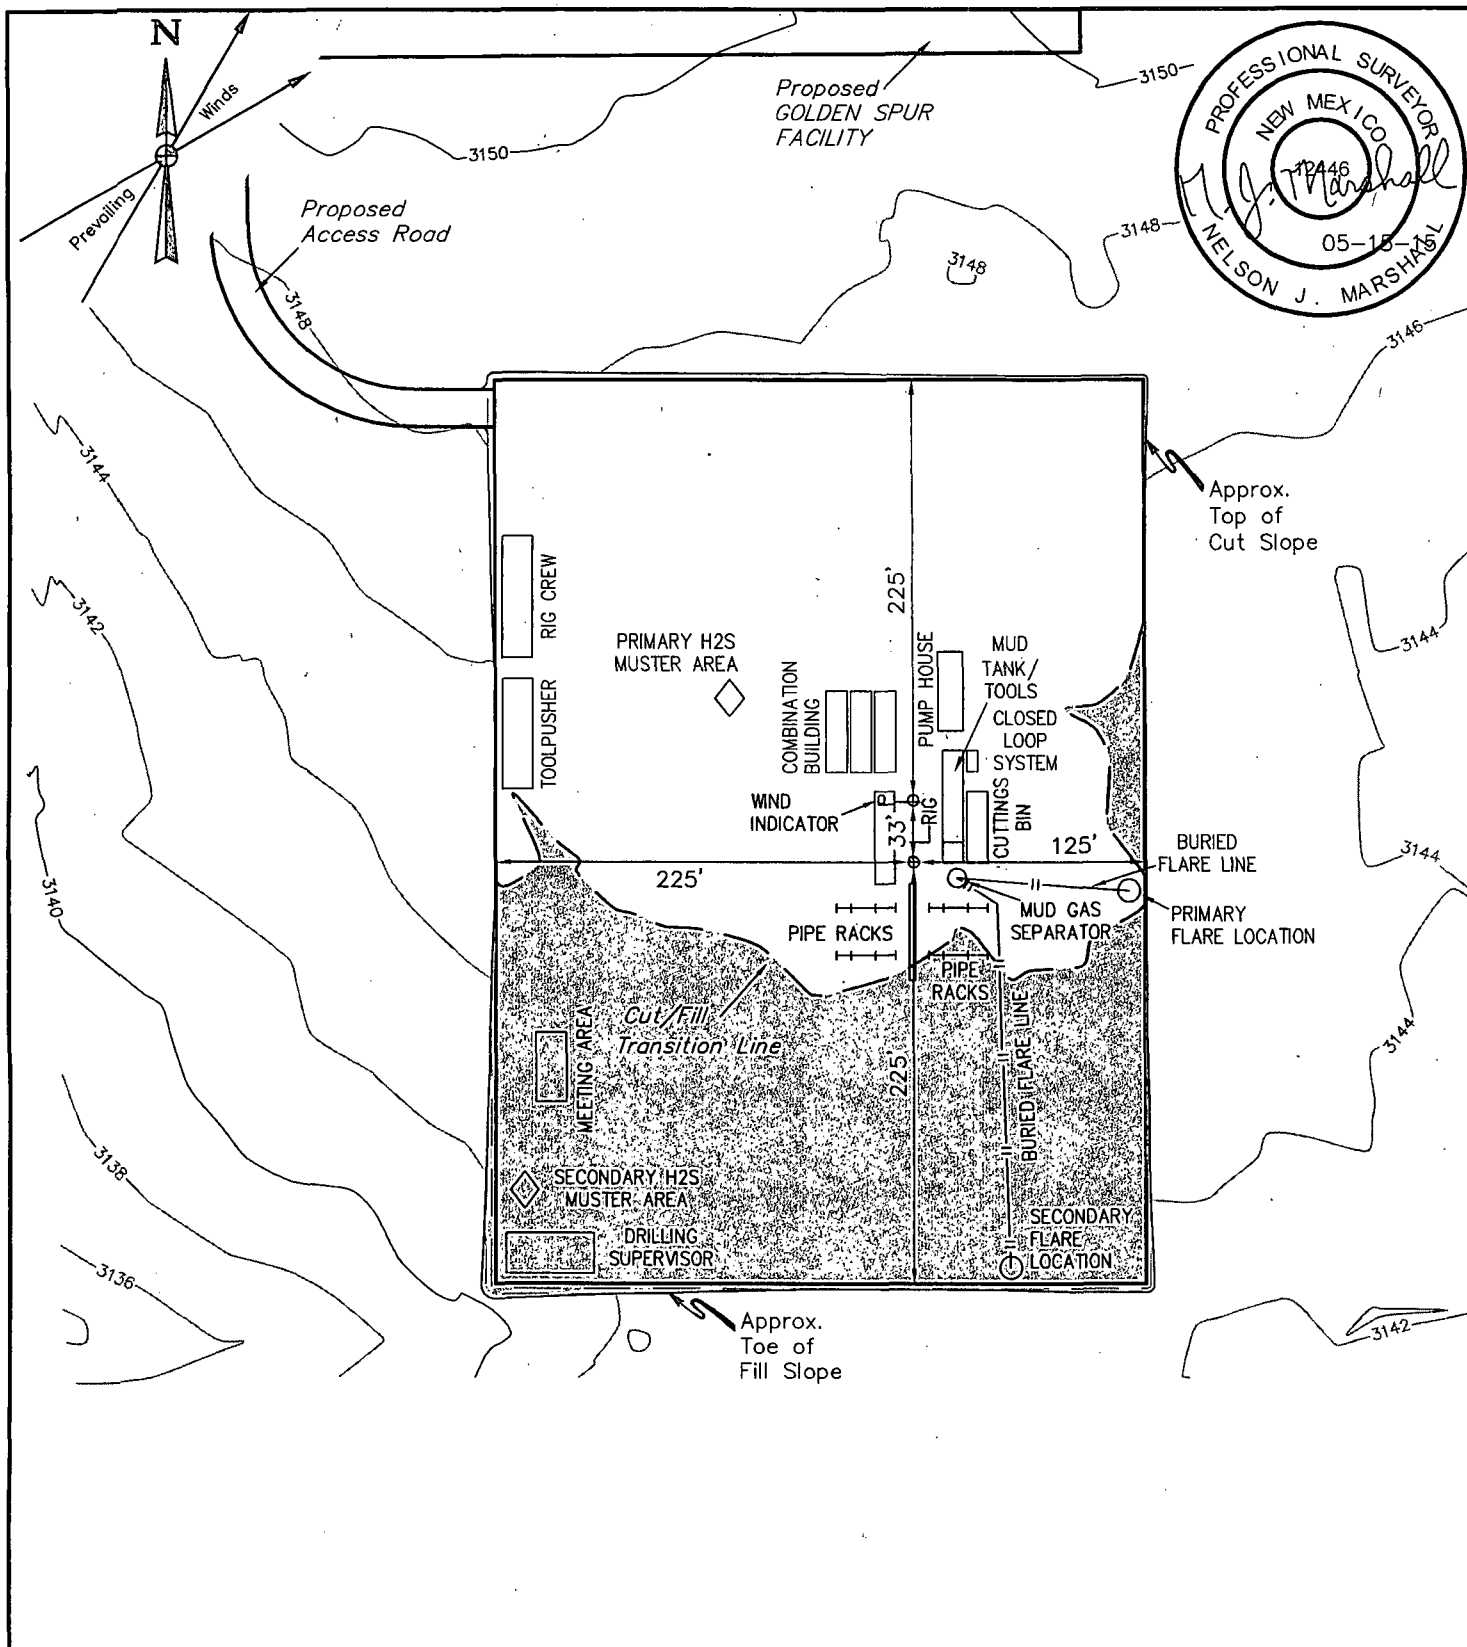 N
Winds
Prevailing
Proposed
GOLDEN SPUR
FACILITY
PROFESSIONAL SURVEYOR
NEW MEXICO
12446
N. J. Marshall
NELSON J. MARSHALL
3150
3150
Proposed
Access Road
3148
3148
3148
3146
3144
3142
3140
3138
3136
3144
3144
3144
3142
Approx.
Top of
Cut Slope
RIG CREW
TOOLPUSHER
PRIMARY H2S
MUSTER AREA
COMBINATION
BUILDING
225'
PUMP HOUSE
MUD
TANK/
TOOLS
CLOSED
LOOP
SYSTEM
WIND
INDICATOR
P
33'
RIG
CUTTINGS
BIN
225'
125'
BURIED
FLARE LINE
PRIMARY
FLARE LOCATION
MUD GAS
SEPARATOR
PIPE RACKS
PIPE
RACKS
Cut/Fill
Transition Line
MEETING AREA
225'
BURIED FLARE LINE
SECONDARY H2S
MUSTER AREA
DRILLING
SUPERVISOR
SECONDARY
FLARE
LOCATION
Approx.
Toe of
Fill Slope